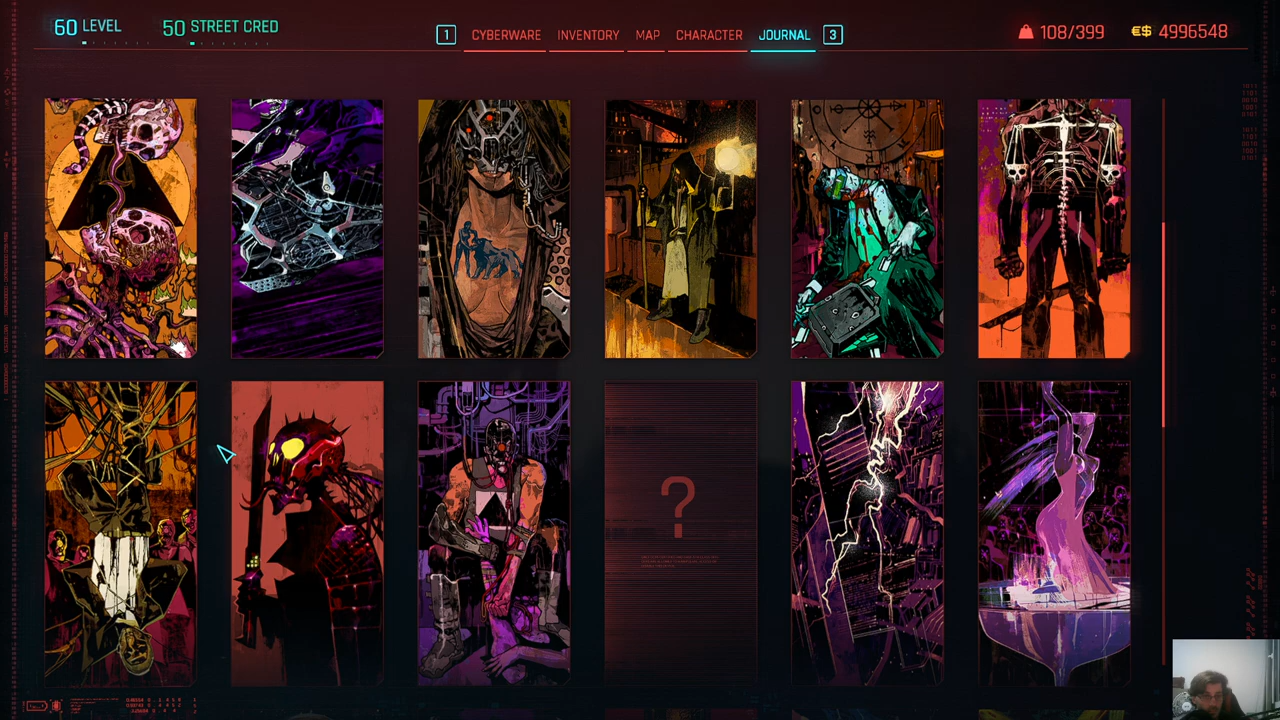 60 LEVEL
50 STREET CRED
1 CYBERWARE INVENTORY MAP CHARACTER JOURNAL 3
108/399
€$ 4996548
?